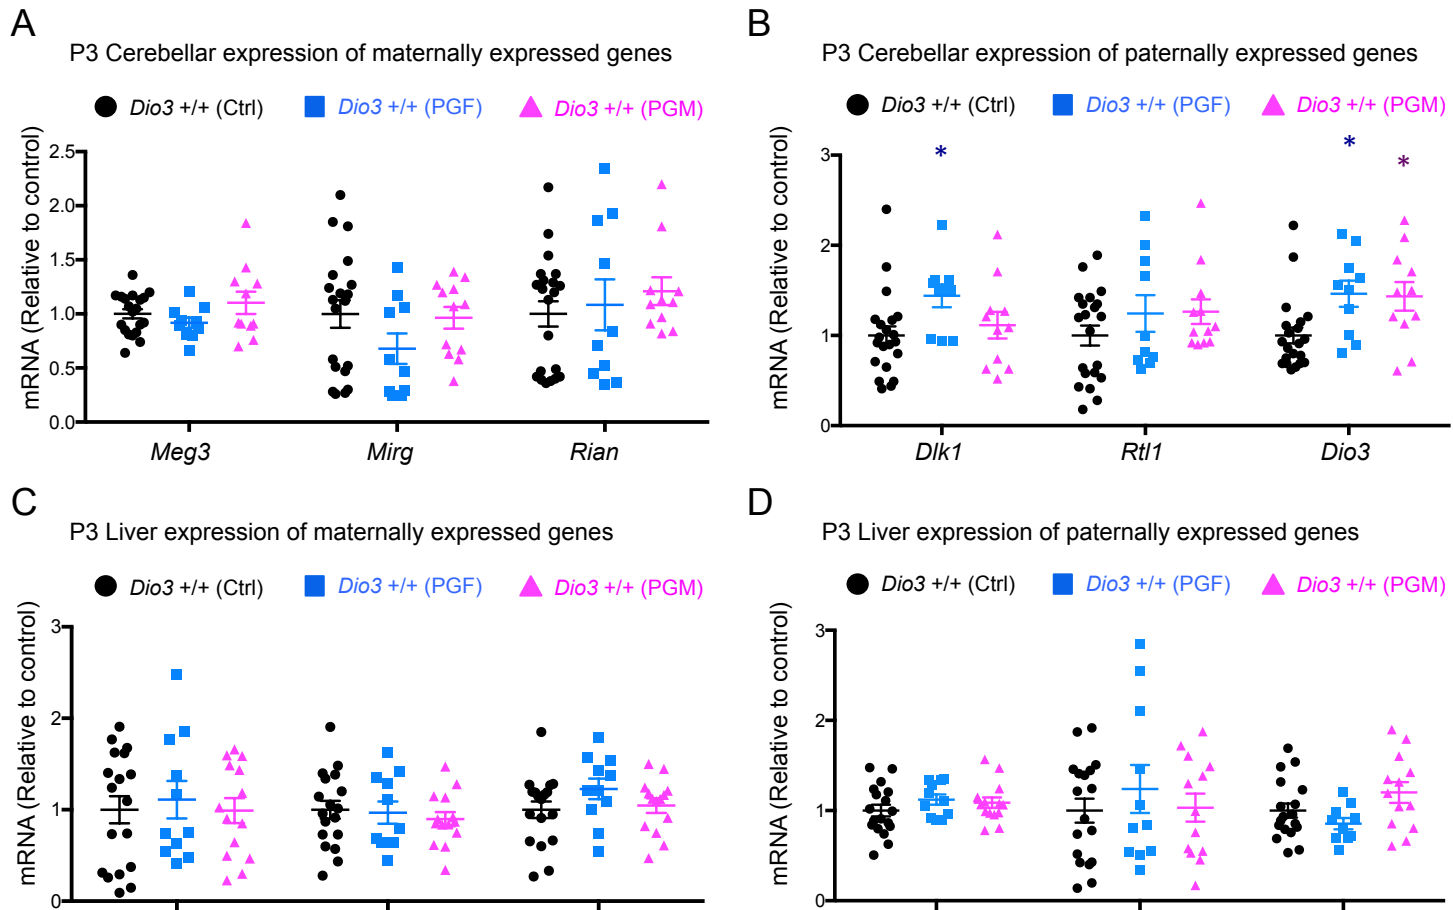 A
P3 Cerebellar expression of maternally expressed genes
Dio3 +/+ (Ctrl) Dio3 +/+ (PGF) Dio3 +/+ (PGM)
mRNA (Relative to control)
2.5
2.0
1.5
1.0
0.5
0.0
Meg3 Mirg Rian
B
P3 Cerebellar expression of paternally expressed genes
Dio3 +/+ (Ctrl) Dio3 +/+ (PGF) Dio3 +/+ (PGM)
mRNA (Relative to control)
3
2
1
0
* * *
Dlk1 Rtl1 Dio3
C
P3 Liver expression of maternally expressed genes
Dio3 +/+ (Ctrl) Dio3 +/+ (PGF) Dio3 +/+ (PGM)
mRNA (Relative to control)
3
2
1
0
D
P3 Liver expression of paternally expressed genes
Dio3 +/+ (Ctrl) Dio3 +/+ (PGF) Dio3 +/+ (PGM)
mRNA (Relative to control)
3
2
1
0